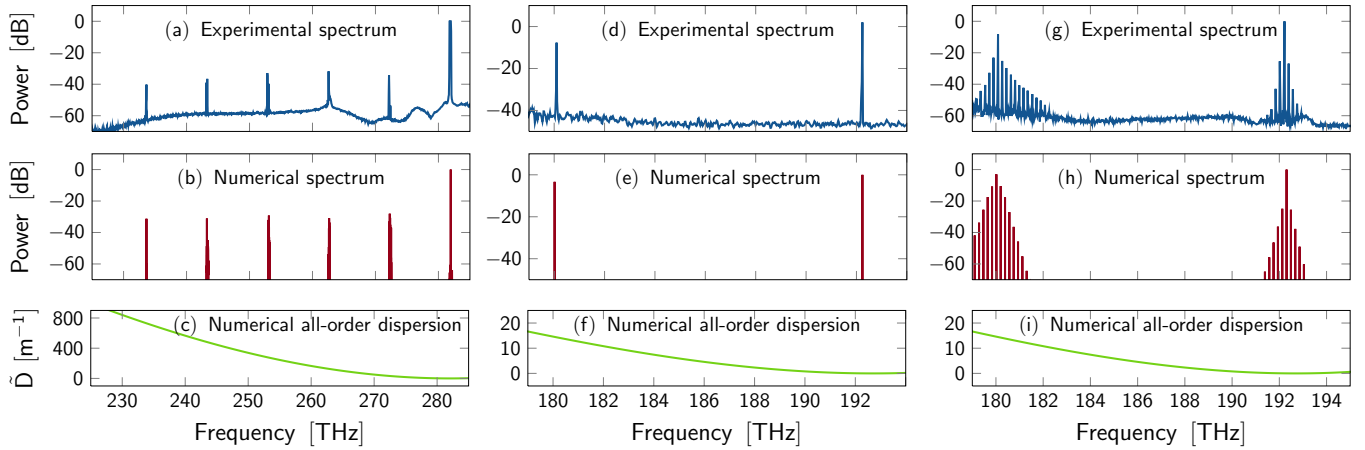 0
−20
−40
−60
Power [dB]
(a) Experimental spectrum
0
−20
−40
Power [dB]
(d) Experimental spectrum
0
−20
−40
−60
(g) Experimental spectrum
0
−20
−40
−60
Power [dB]
(b) Numerical spectrum
0
−20
−40
(e) Numerical spectrum
0
−20
−40
−60
(h) Numerical spectrum
800
400
0
D̃ [m⁻¹]
(c) Numerical all-order dispersion
230 240 250 260 270 280
Frequency [THz]
20
10
0
(f) Numerical all-order dispersion
180 182 184 186 188 190 192
Frequency [THz]
20
10
0
(i) Numerical all-order dispersion
180 182 184 186 188 190 192 194
Frequency [THz]